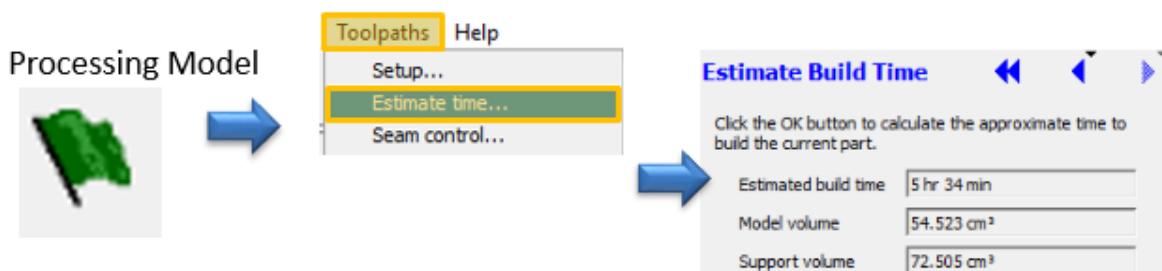 Processing Model
Toolpaths Help
Setup...
Estimate time...
Seam control...
Estimate Build Time
Click the OK button to calculate the approximate time to
build the current part.
Estimated build time 5 hr 34 min
Model volume 54.523 cm³
Support volume 72.505 cm³